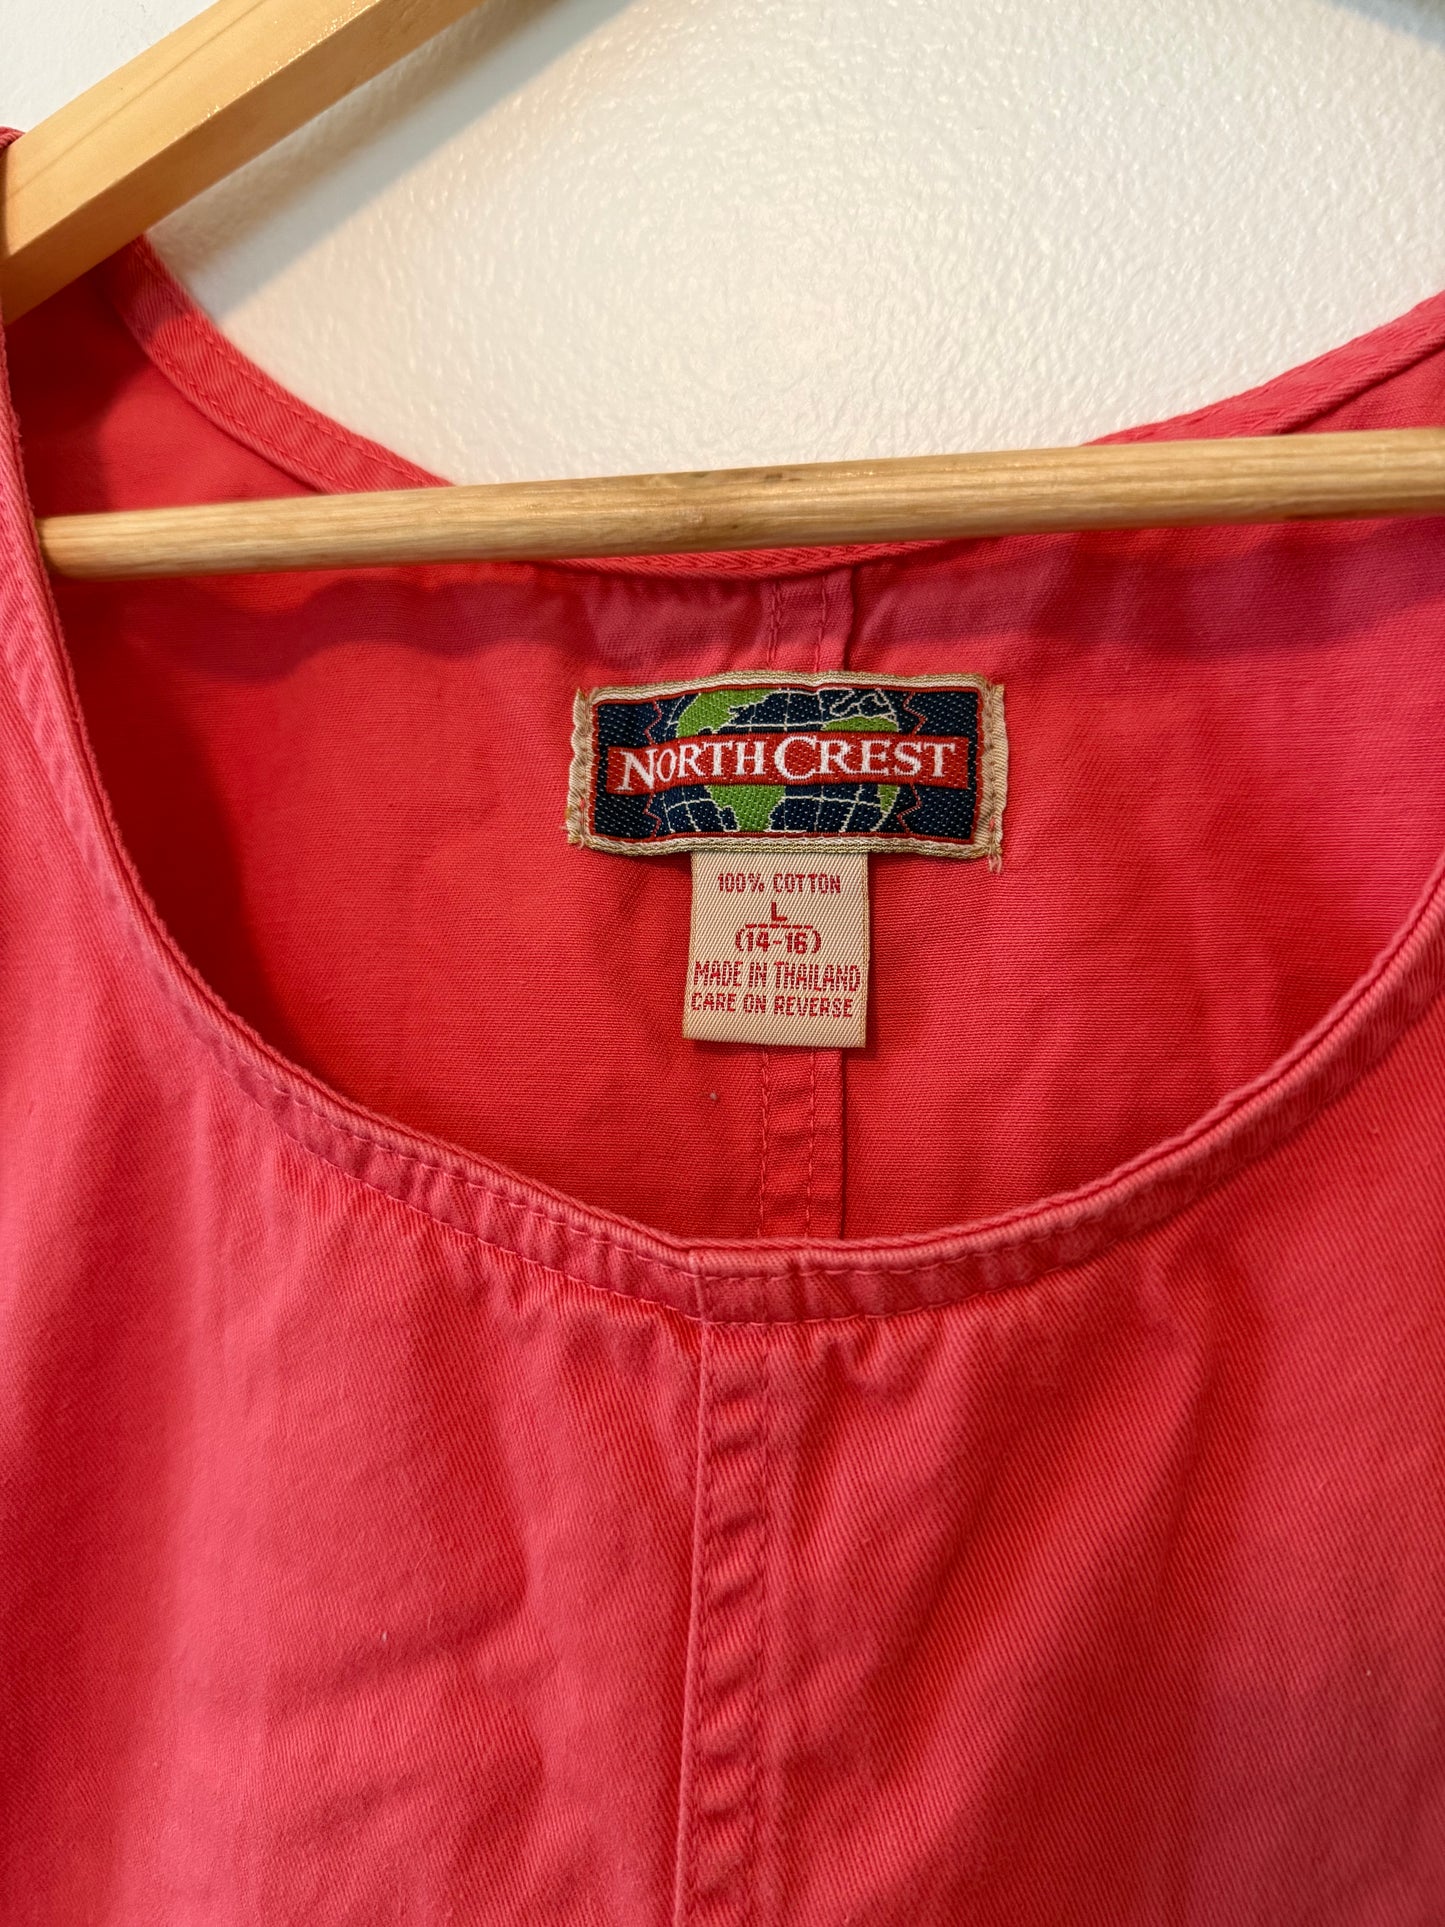 NORTHCREST
100% COTTON
L
(14-16)
MADE IN THAILAND
CARE ON REVERSE